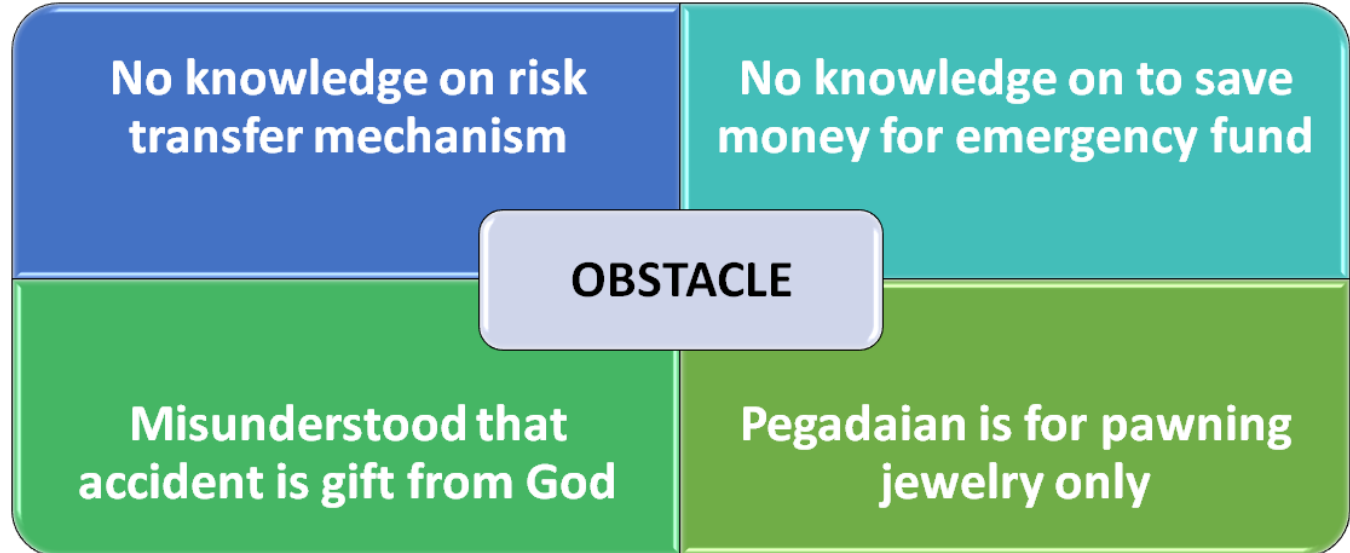 No knowledge on risk
transfer mechanism
No knowledge on to save
money for emergency fund
OBSTACLE
Misunderstood that
accident is gift from God
Pegadaian is for pawning
jewelry only